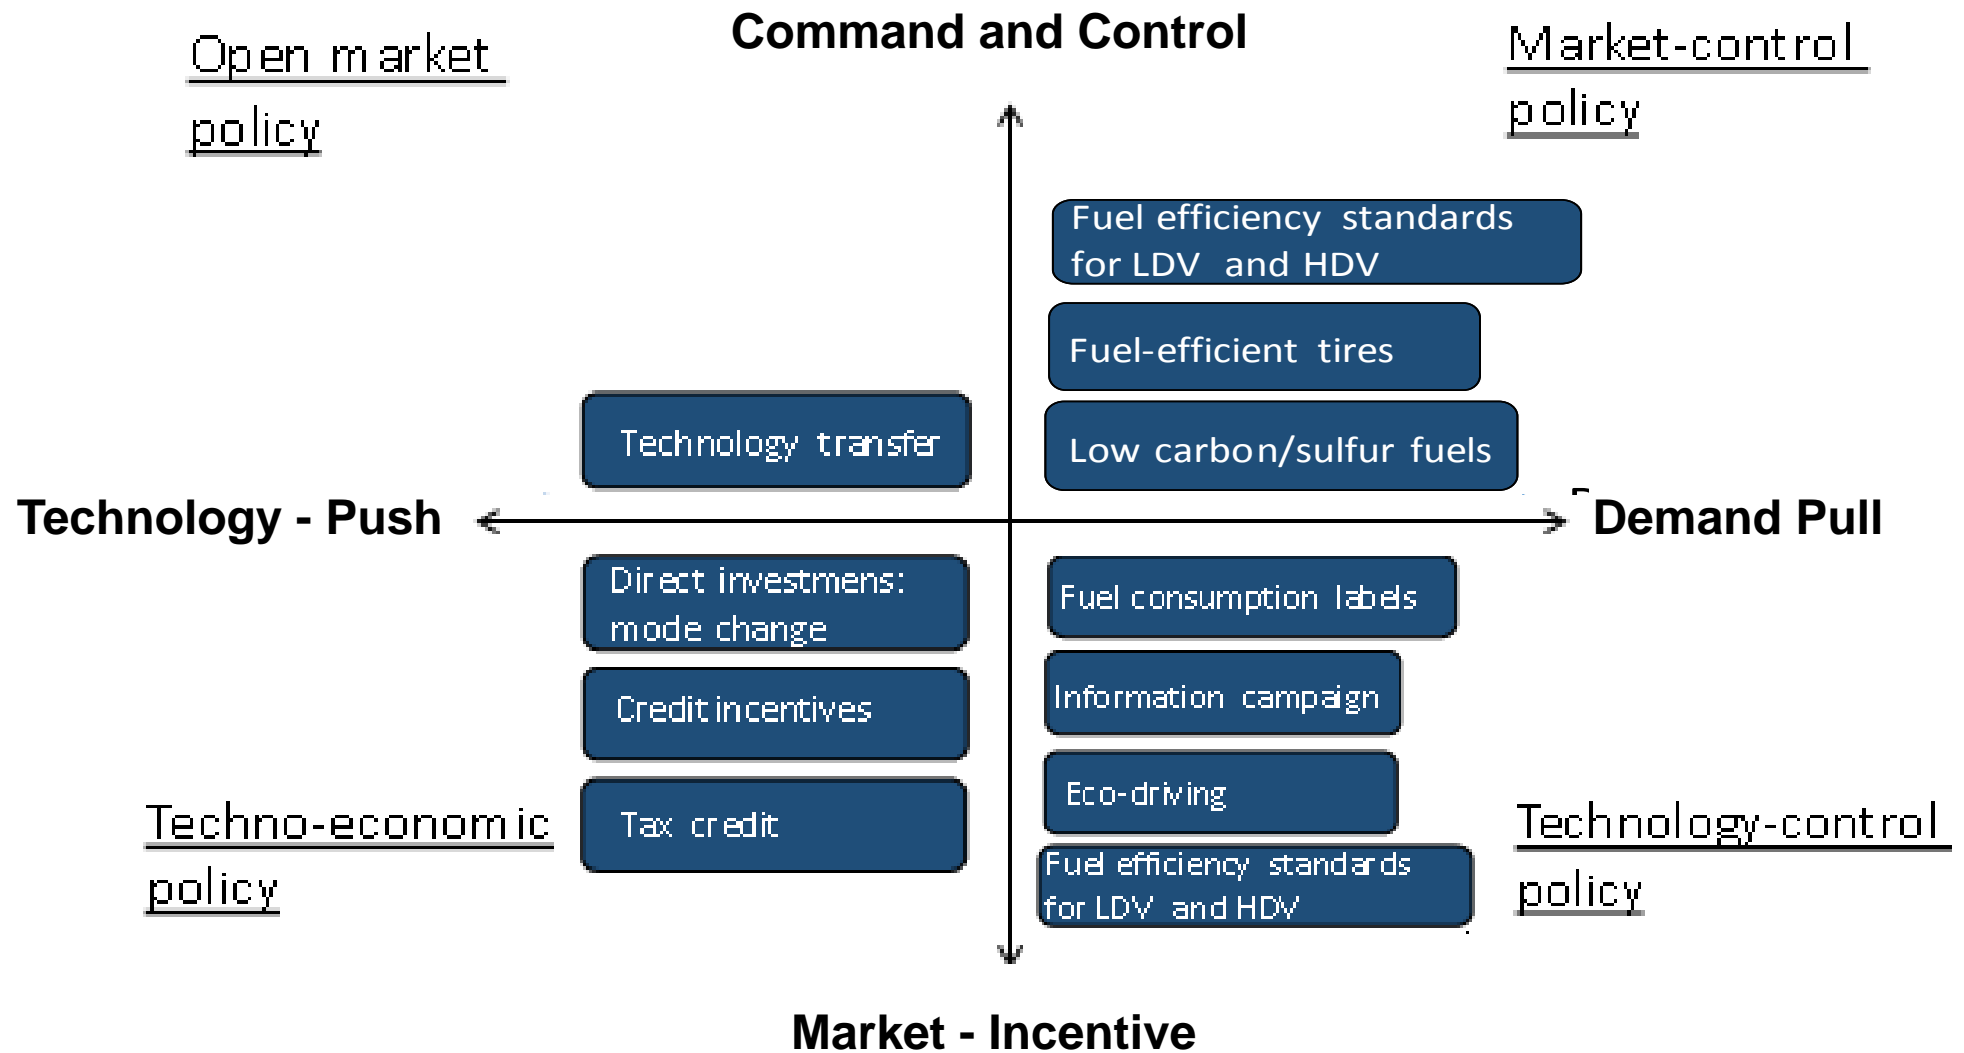 Command and Control
Open market
policy
Market-control
policy
Fuel efficiency standards
for LDV and HDV
Fuel-efficient tires
Technology transfer
Low carbon/sulfur fuels
Technology - Push
Demand Pull
Direct investmens:
mode change
Fuel consumption labels
Credit incentives
Information campaign
Eco-driving
Techno-economic
policy
Tax credit
Technology-control
policy
Fuel efficiency standards
for LDV and HDV
Market - Incentive